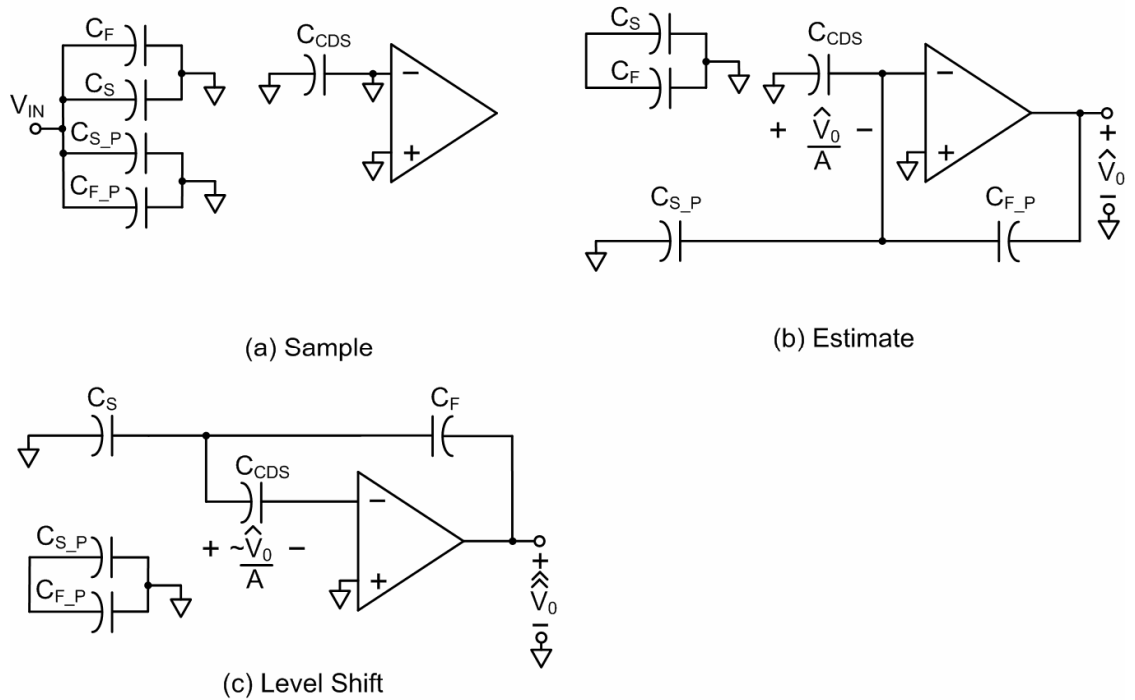 C_F
C_S
V_IN
C_S_P
C_F_P
C_CDS
−
+
(a) Sample
C_S
C_F
C_CDS
−
+
+ V̂_0/A −
+
V̂_0
−
C_S_P
C_F_P
(b) Estimate
C_S
C_F
C_CDS
−
+
+ ~V̂_0/A −
C_S_P
C_F_P
+
V̂̂_0
−
(c) Level Shift